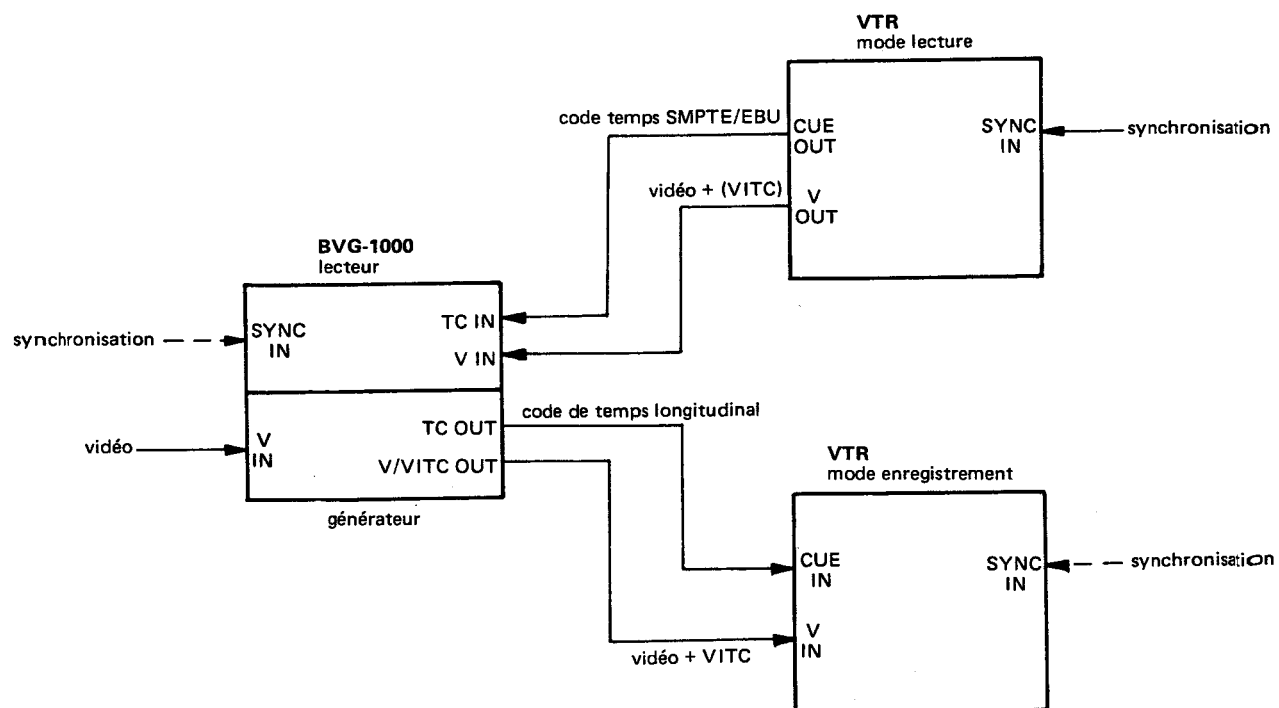 VTR
mode lecture
code temps SMPTE/EBU
CUE
OUT
SYNC
IN
synchronisation
vidéo + (VITC)
V
OUT
BVG-1000
lecteur
synchronisation
SYNC
IN
TC IN
V IN
vidéo
V
IN
TC OUT
V/VITC OUT
code de temps longitudinal
générateur
VTR
mode enregistrement
CUE
IN
SYNC
IN
synchronisation
V
IN
vidéo + VITC